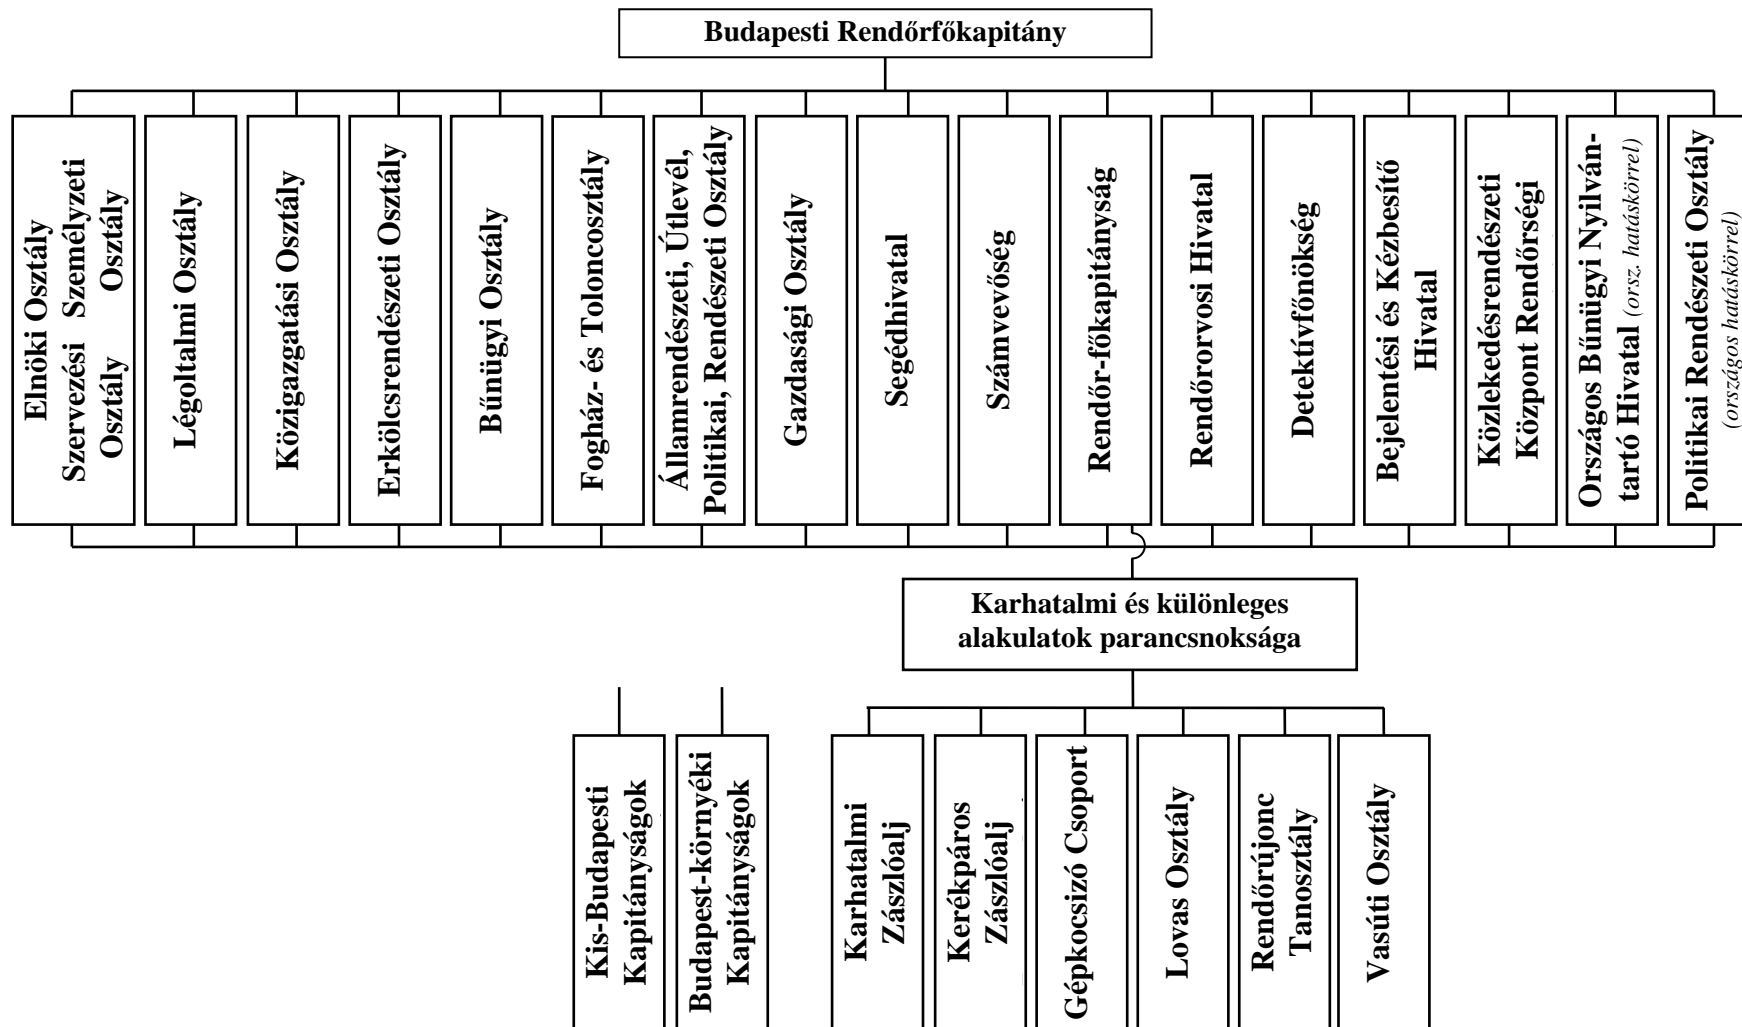 Budapesti Rendőrfőkapitány
Elnöki Osztály
Szervezési Személyzeti
Osztály Osztály
Légoltalmi Osztály
Közigazgatási Osztály
Erkölcsrendészeti Osztály
Bűnügyi Osztály
Fogház- és Toloncosztály
Államrendészeti, Útlevél,
Politikai, Rendészeti Osztály
Gazdasági Osztály
Segédhivatal
Számvevőség
Rendőr-főkapitányság
Rendőrorvosi Hivatal
Detektívfőnökség
Bejelentési és Kézbesítő
Hivatal
Közlekedésrendészeti
Központ Rendőrségi
Országos Bűnügyi Nyilván-
tartó Hivatal (orsz. hatáskörrel)
Politikai Rendészeti Osztály
(országos hatáskörrel)
Karhatalmi és különleges
alakulatok parancsnoksága
Kis-Budapesti
Kapitányságok
Budapest-környéki
Kapitányságok
Karhatalmi
Zászlóalj
Kerékpáros
Zászlóalj
Gépkocsizó Csoport
Lovas Osztály
Rendőrújonc
Tanosztály
Vasúti Osztály